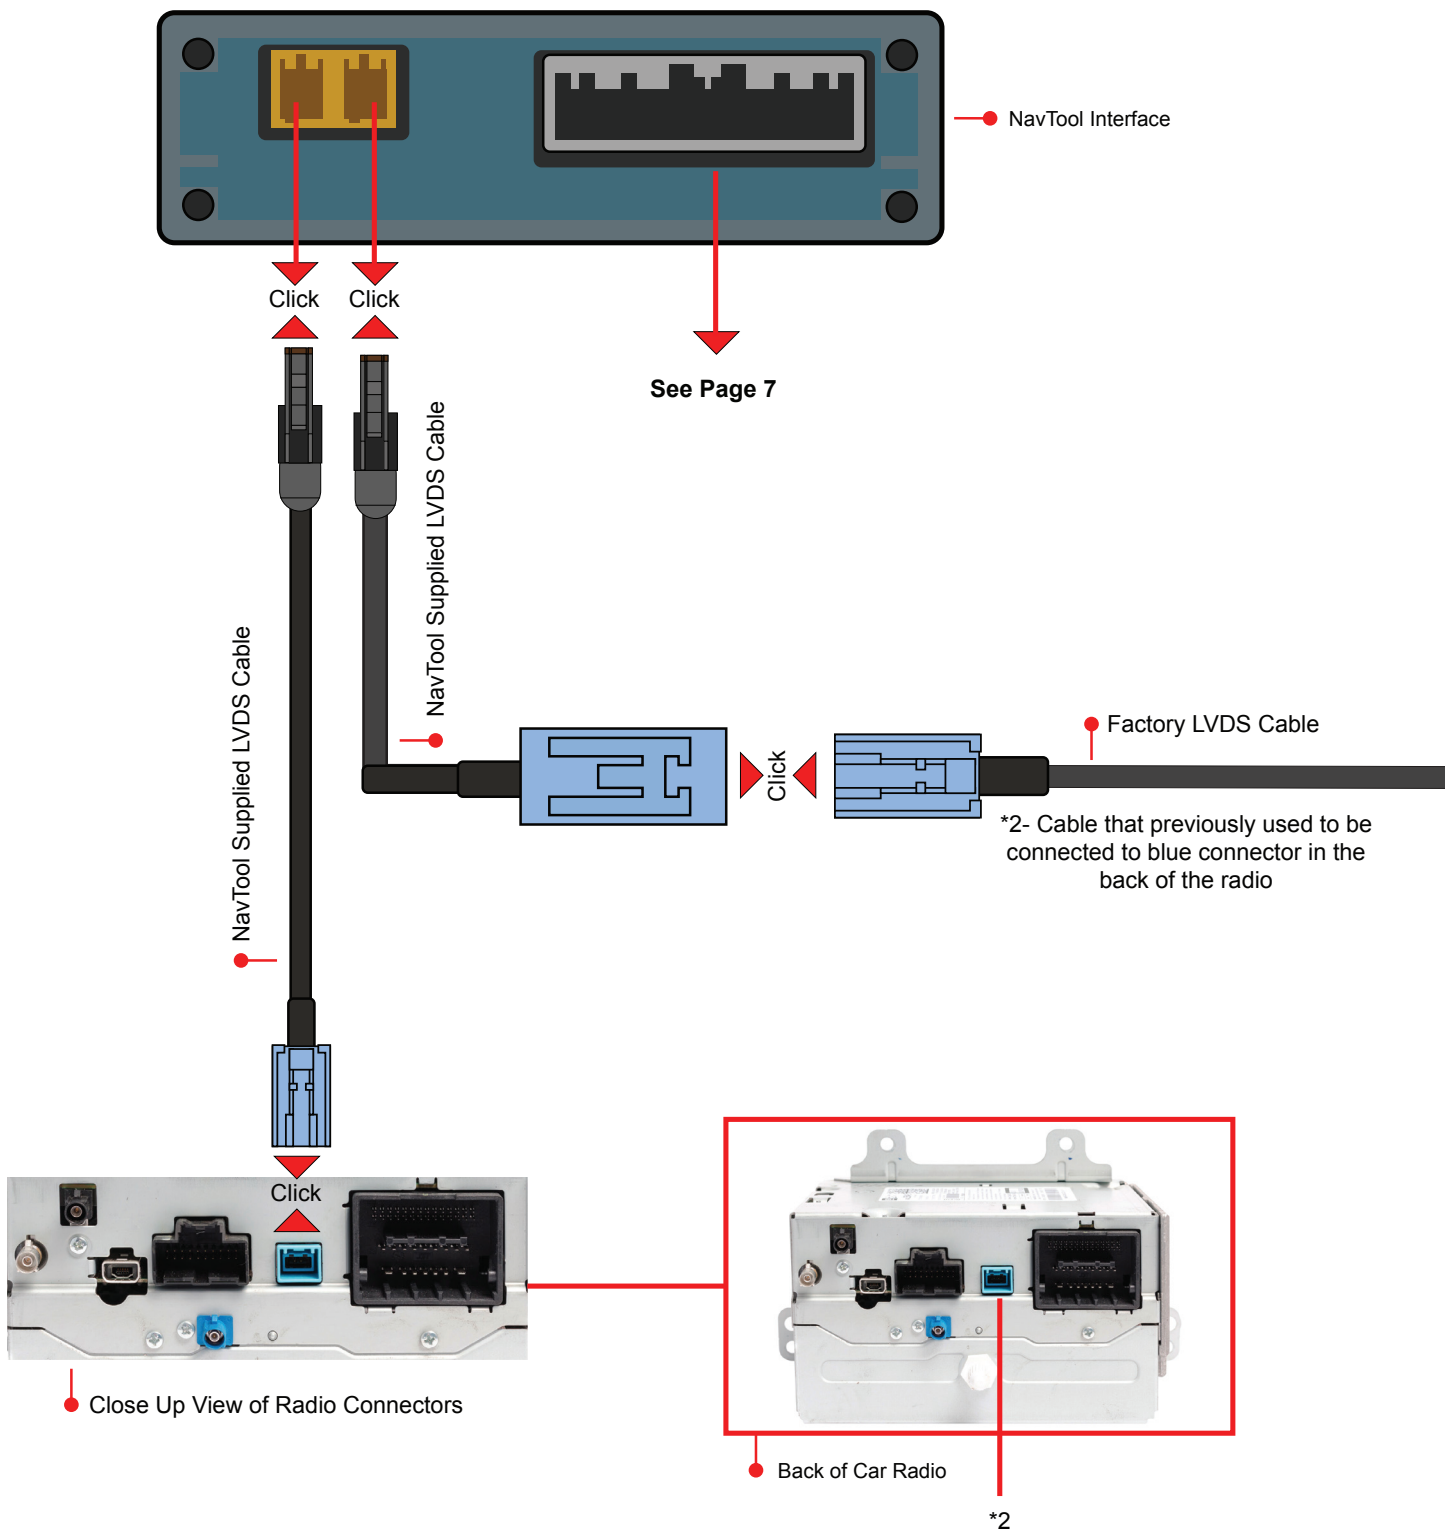 NavTool Interface
Click
Click
See Page 7
NavTool Supplied LVDS Cable
NavTool Supplied LVDS Cable
Factory LVDS Cable
Click
*2- Cable that previously used to be
connected to blue connector in the
back of the radio
Click
Close Up View of Radio Connectors
Back of Car Radio
*2